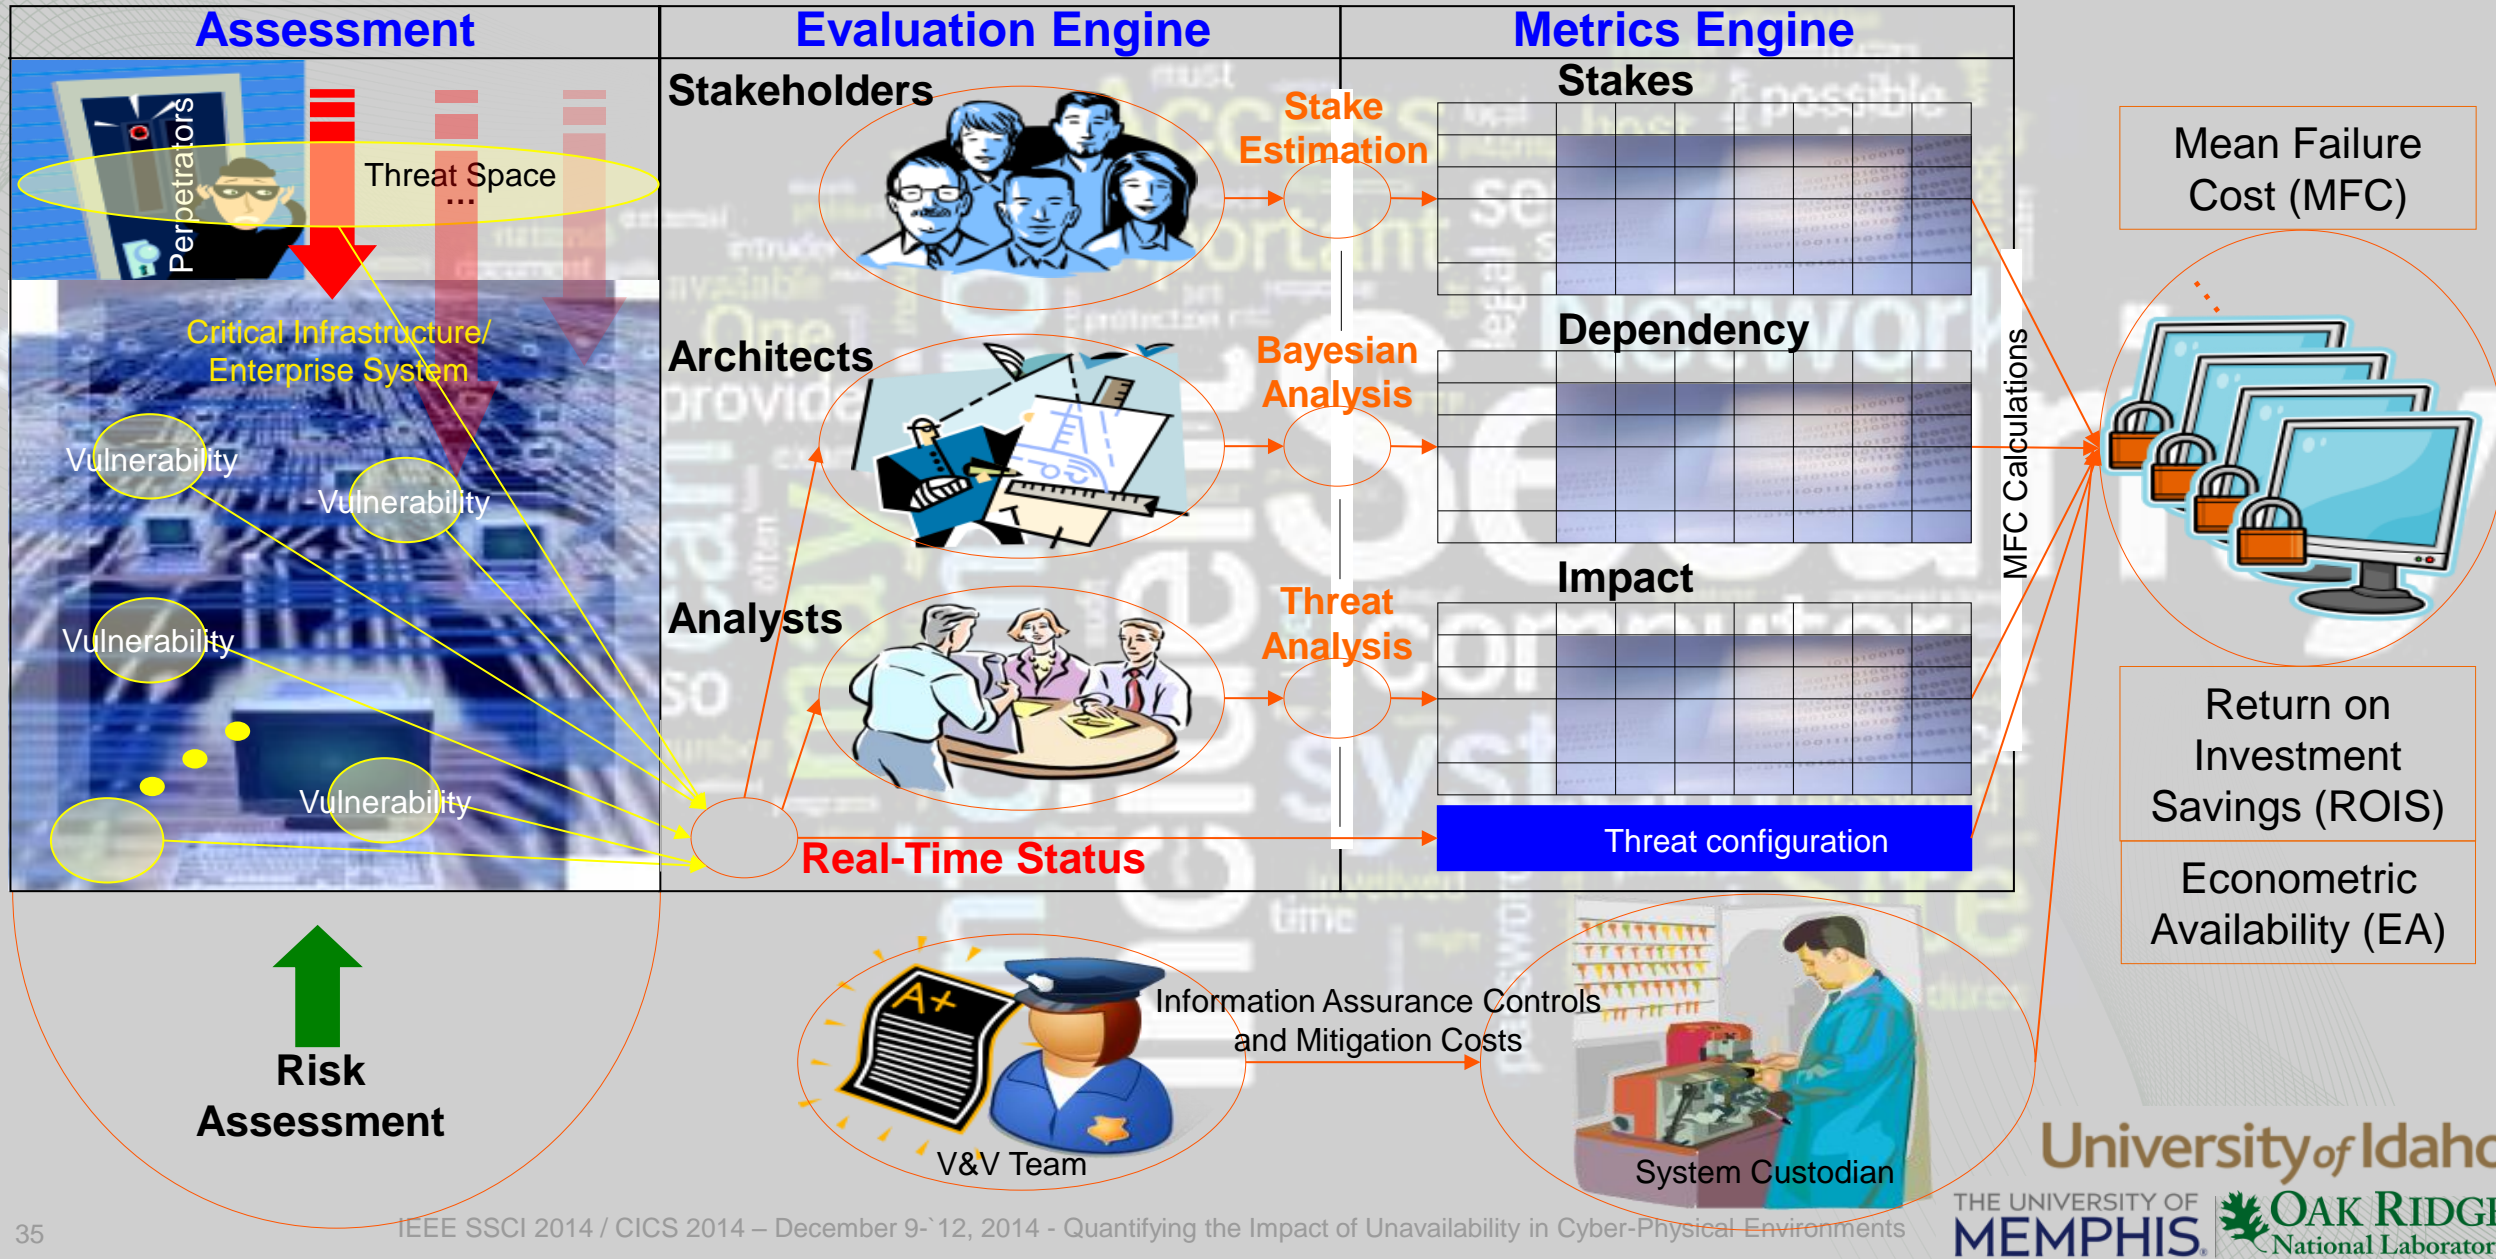 Assessment
Evaluation Engine
Metrics Engine
Perpetrators
Threat Space
...
Critical Infrastructure/
Enterprise System
Vulnerability
Vulnerability
Vulnerability
Vulnerability
Stakeholders
Architects
Analysts
Real-Time Status
Stake
Estimation
Bayesian
Analysis
Threat
Analysis
Stakes
Dependency
Impact
Threat configuration
MFC Calculations
Mean Failure
Cost (MFC)
Return on
Investment
Savings (ROIS)
Econometric
Availability (EA)
Risk
Assessment
A+
V&V Team
Information Assurance Controls
and Mitigation Costs
System Custodian
University of Idaho
THE UNIVERSITY OF
MEMPHIS.
OAK RIDGE
National Laborator
35
IEEE SSCI 2014 / CICS 2014 – December 9-`12, 2014 - Quantifying the Impact of Unavailability in Cyber-Physical Environments